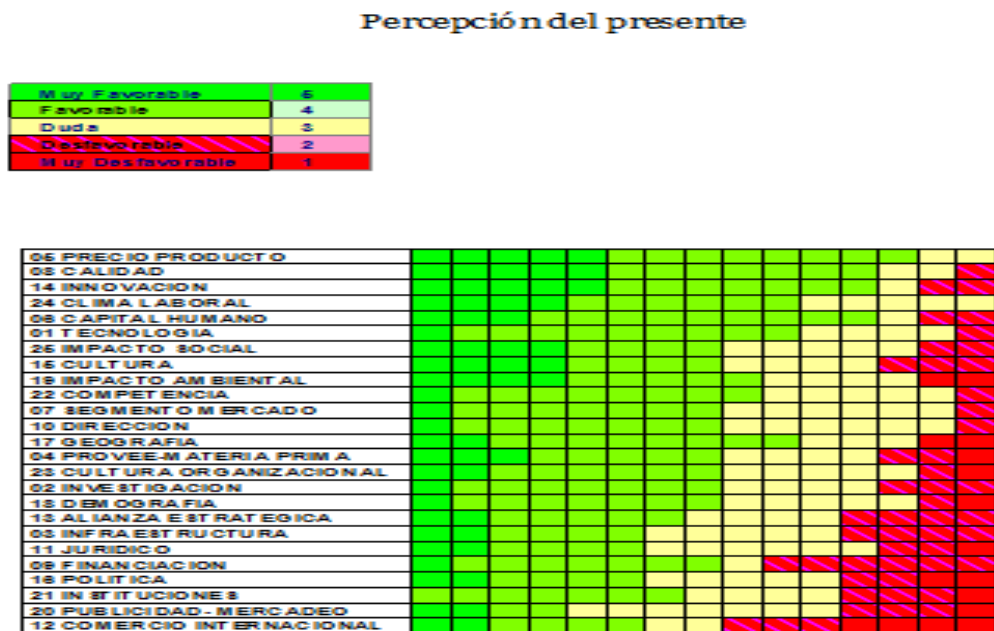 Percepción del presente
Muy Favorable 5
Favorable 4
Duda 3
Desfavorable 2
Muy Desfavorable 1
05 PRECIO PRODUCTO
08 CALIDAD
14 INNOVACION
24 CLIMA LABORAL
06 CAPITAL HUMANO
01 TECNOLOGIA
25 IMPACTO SOCIAL
15 CULTURA
19 IMPACTO AMBIENTAL
22 COMPETENCIA
07 SEGMENTO MERCADO
10 DIRECCION
17 GEOGRAFIA
04 PROVEE-MATERIA PRIMA
23 CULTURA ORGANIZACIONAL
02 INVESTIGACION
18 DEMOGRAFIA
13 ALIANZA ESTRATEGICA
03 INFRAESTRUCTURA
11 JURIDICO
09 FINANCIACION
16 POLITICA
21 INSTITUCIONES
20 PUBLICIDAD-MERCADEO
12 COMERCIO INTERNACIONAL